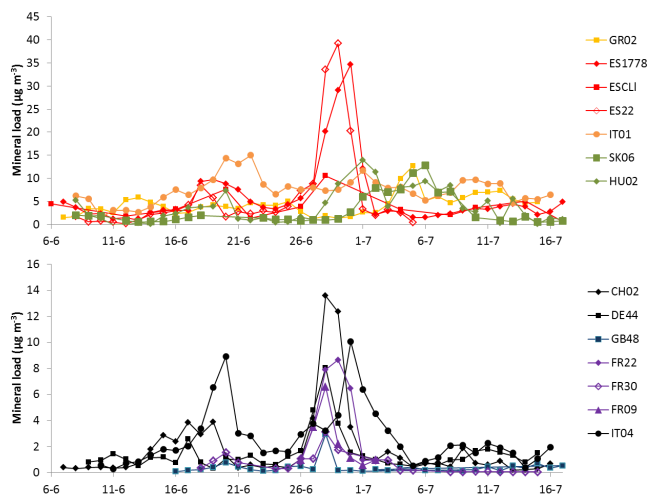 45
40
35
30
25
20
15
10
5
0
Mineral load (µg m⁻³)
6-6 11-6 16-6 21-6 26-6 1-7 6-7 11-7 16-7
GR02
ES1778
ESCLl
ES22
IT01
SK06
HU02
16
14
12
10
8
6
4
2
0
Mineral load (µg m⁻³)
6-6 11-6 16-6 21-6 26-6 1-7 6-7 11-7 16-7
CH02
DE44
GB48
FR22
FR30
FR09
IT04